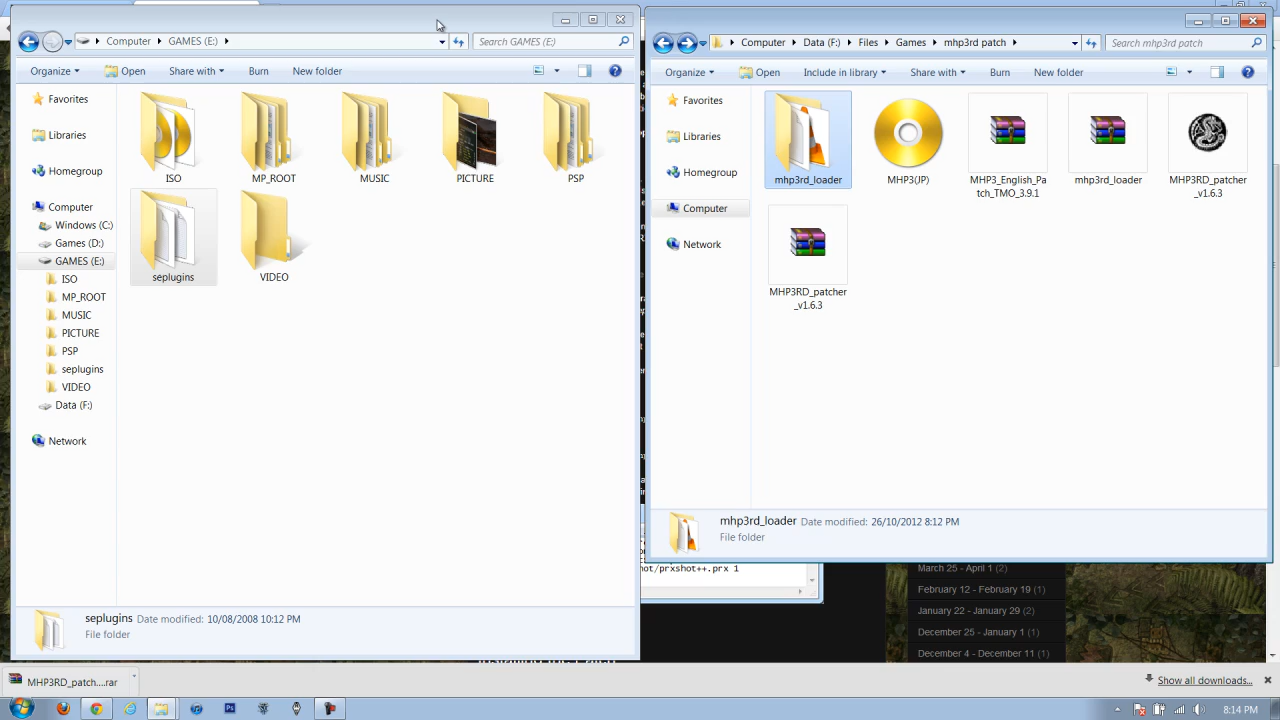 Computer GAMES (E:)
Search GAMES (E:)
Organize Open Share with Burn New folder
Favorites
Libraries
Homegroup
Computer
Windows (C:)
Games (D:)
GAMES (E:)
ISO
MP_ROOT
MUSIC
PICTURE
PSP
seplugins
VIDEO
Data (F:)
Network
ISO
MP_ROOT
MUSIC
PICTURE
PSP
seplugins
VIDEO
seplugins Date modified: 10/08/2008 10:12 PM
File folder
Computer Data (F:) Files Games mhp3rd patch
Search mhp3rd patch
Organize Open Include in library Share with Burn New folder
Favorites
Libraries
Homegroup
Computer
Network
mhp3rd_loader
MHP3(JP)
MHP3_English_Pa
tch_TMO_3.9.1
mhp3rd_loader
MHP3RD_patcher
_v1.6.3
MHP3RD_patcher
_v1.6.3
mhp3rd_loader Date modified: 26/10/2012 8:12 PM
File folder
hot/prxshot++.prx 1
March 25 - April 1 (2)
February 12 - February 19 (1)
January 22 - January 29 (2)
December 25 - January 1 (1)
December 4 - December 11 (1)
MHP3RD_patch....rar
Show all downloads...
8:14 PM